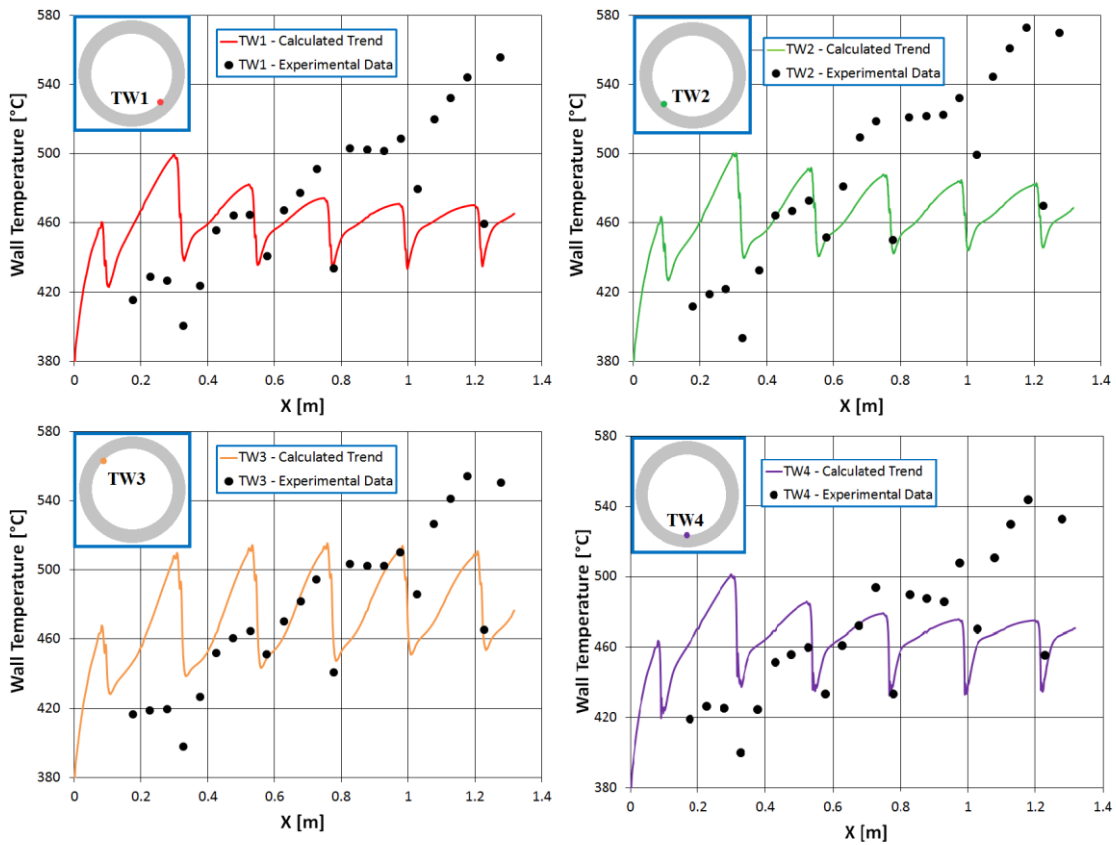 580
540
500
460
420
380
Wall Temperature [°C]
TW1
TW1 - Calculated Trend
TW1 - Experimental Data
0
0.2
0.4
0.6
0.8
1
1.2
1.4
X [m]
580
540
500
460
420
380
Wall Temperature [°C]
TW2
TW2 - Calculated Trend
TW2 - Experimental Data
0
0.2
0.4
0.6
0.8
1
1.2
1.4
X [m]
580
540
500
460
420
380
Wall Temperature [°C]
TW3
TW3 - Calculated Trend
TW3 - Experimental Data
0
0.2
0.4
0.6
0.8
1
1.2
1.4
X [m]
580
540
500
460
420
380
Wall Temperature [°C]
TW4
TW4 - Calculated Trend
TW4 - Experimental Data
0
0.2
0.4
0.6
0.8
1
1.2
1.4
X [m]